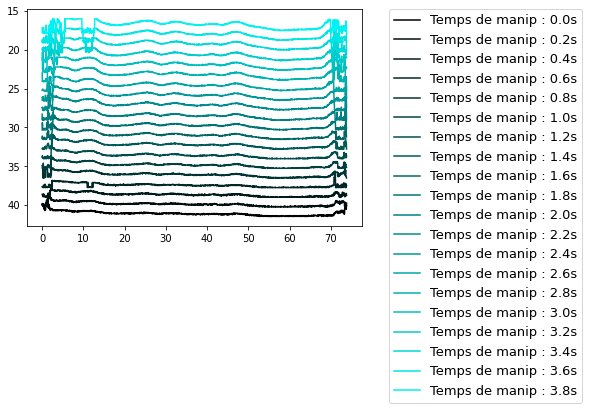 15
20
25
30
35
40
0 10 20 30 40 50 60 70
Temps de manip : 0.0s
Temps de manip : 0.2s
Temps de manip : 0.4s
Temps de manip : 0.6s
Temps de manip : 0.8s
Temps de manip : 1.0s
Temps de manip : 1.2s
Temps de manip : 1.4s
Temps de manip : 1.6s
Temps de manip : 1.8s
Temps de manip : 2.0s
Temps de manip : 2.2s
Temps de manip : 2.4s
Temps de manip : 2.6s
Temps de manip : 2.8s
Temps de manip : 3.0s
Temps de manip : 3.2s
Temps de manip : 3.4s
Temps de manip : 3.6s
Temps de manip : 3.8s